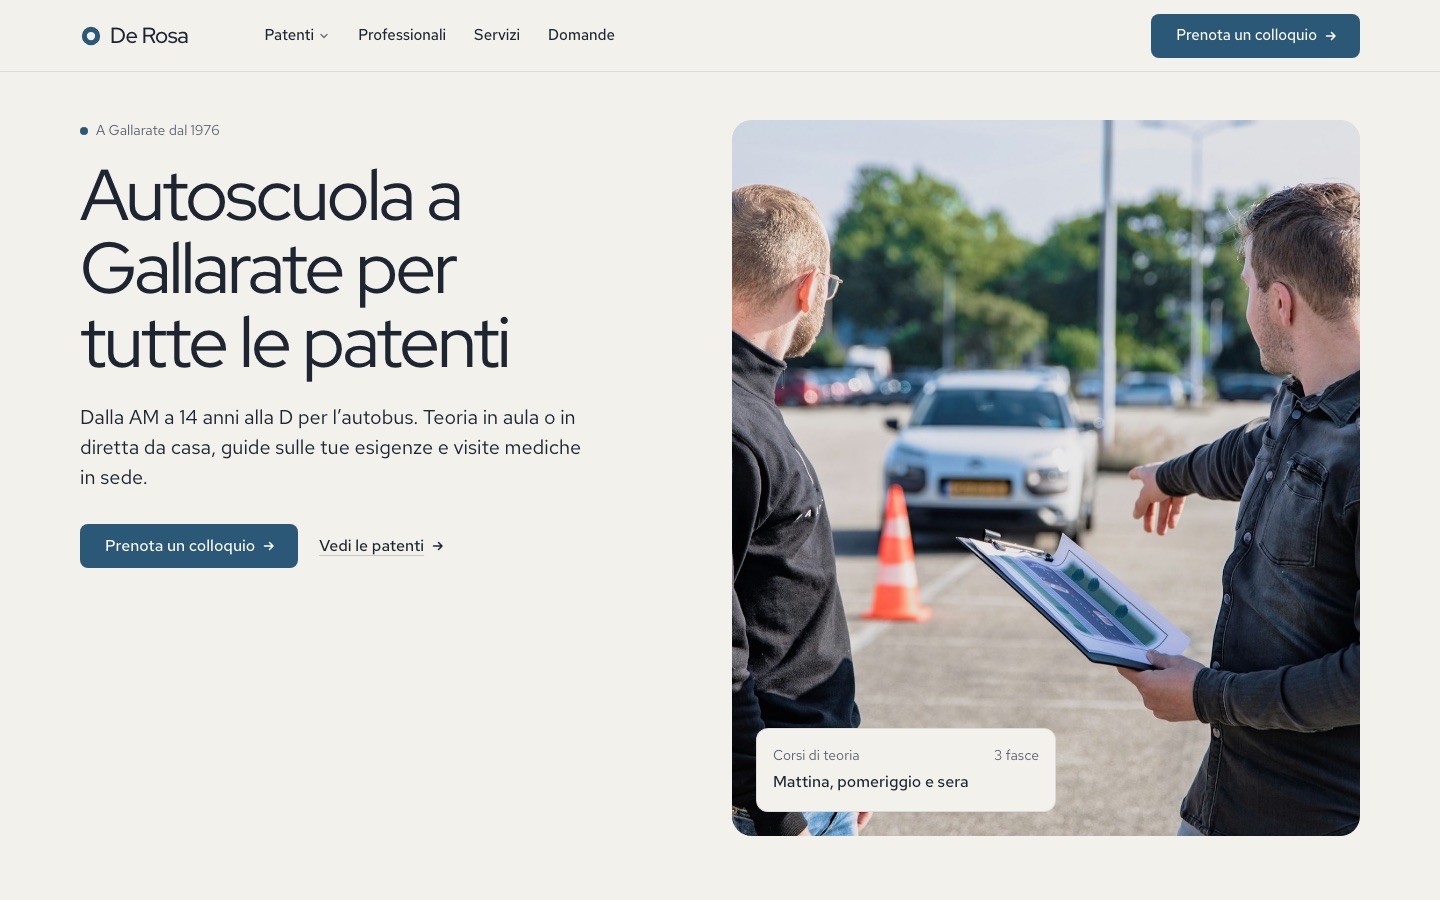 De Rosa
Patenti
Professionali
Servizi
Domande
Prenota un colloquio →
A Gallarate dal 1976
Autoscuola a
Gallarate per
tutte le patenti
Dalla AM a 14 anni alla D per l’autobus. Teoria in aula o in
diretta da casa, guide sulle tue esigenze e visite mediche
in sede.
Prenota un colloquio →
Vedi le patenti →
Corsi di teoria
3 fasce
Mattina, pomeriggio e sera